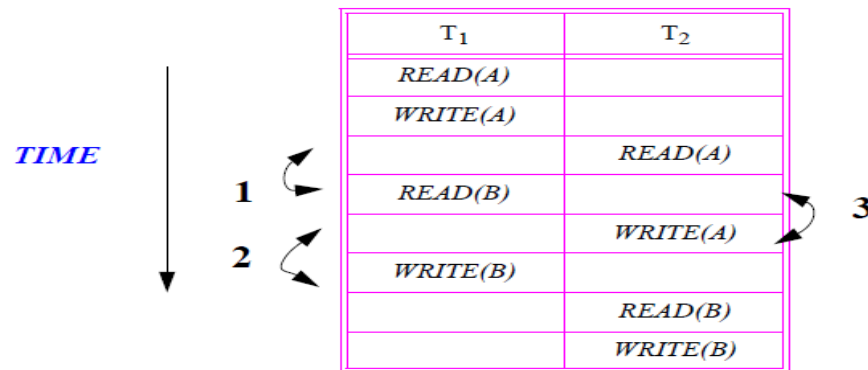 T1 T2
READ(A)
WRITE(A)
TIME READ(A)
1 READ(B) 3
WRITE(A)
2 WRITE(B)
READ(B)
WRITE(B)